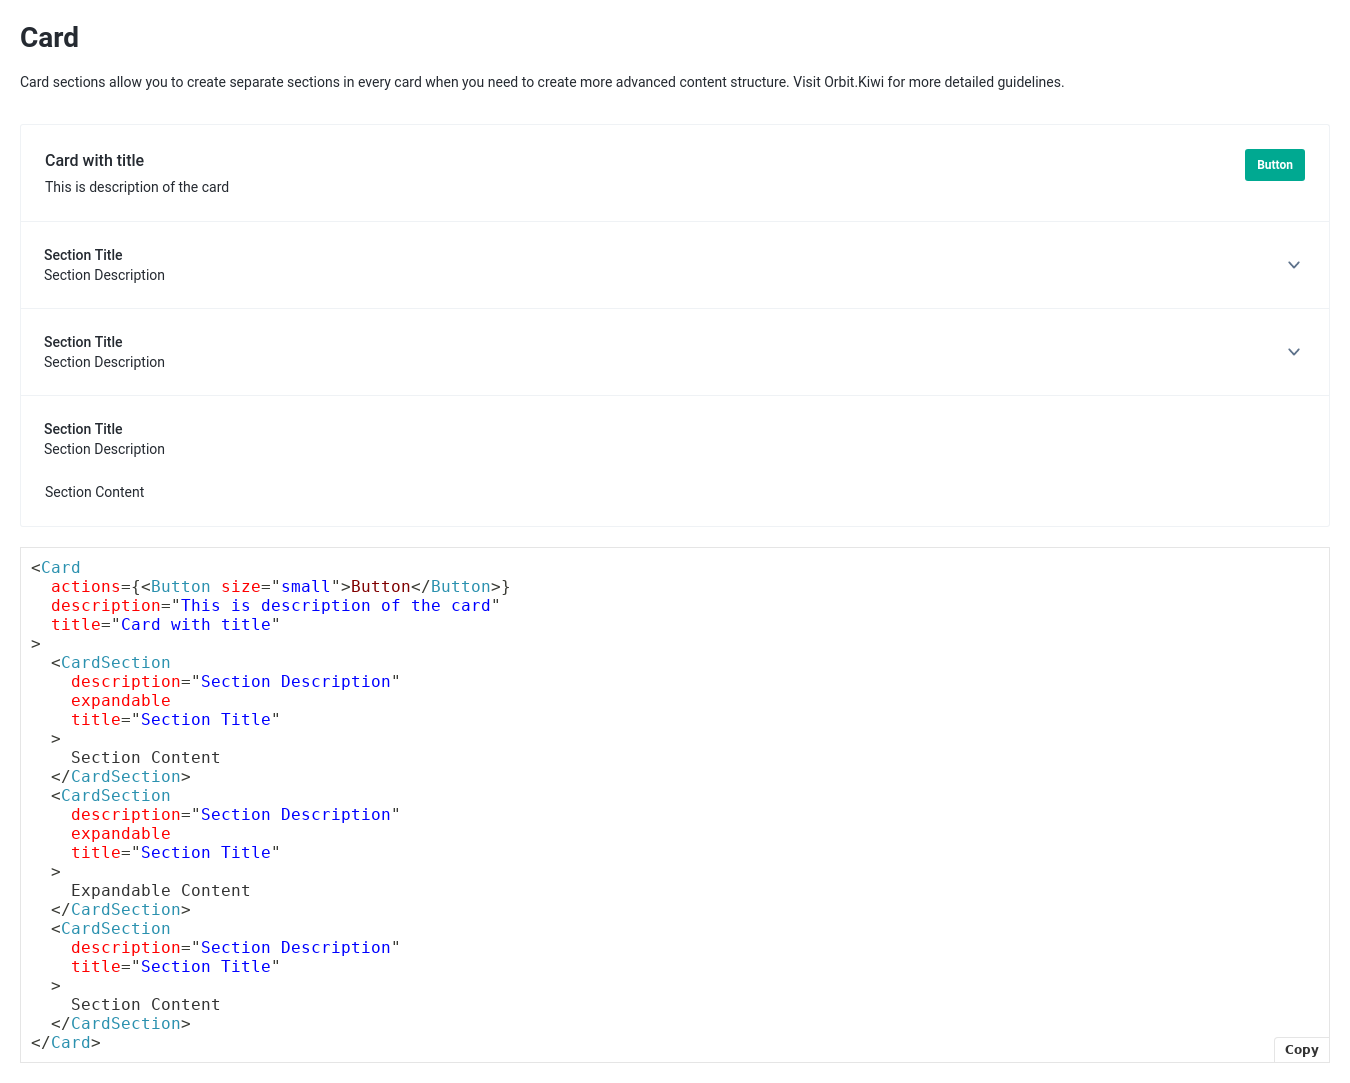 Card
Card sections allow you to create separate sections in every card when you need to create more advanced content structure. Visit Orbit.Kiwi for more detailed guidelines.
Card with title
Button
This is description of the card
Section Title
Section Description
Section Title
Section Description
Section Title
Section Description
Section Content
<Card
  actions={<Button size="small">Button</Button>}
  description="This is description of the card"
  title="Card with title"
>
  <CardSection
    description="Section Description"
    expandable
    title="Section Title"
  >
    Section Content
  </CardSection>
  <CardSection
    description="Section Description"
    expandable
    title="Section Title"
  >
    Expandable Content
  </CardSection>
  <CardSection
    description="Section Description"
    title="Section Title"
  >
    Section Content
  </CardSection>
</Card>
Copy